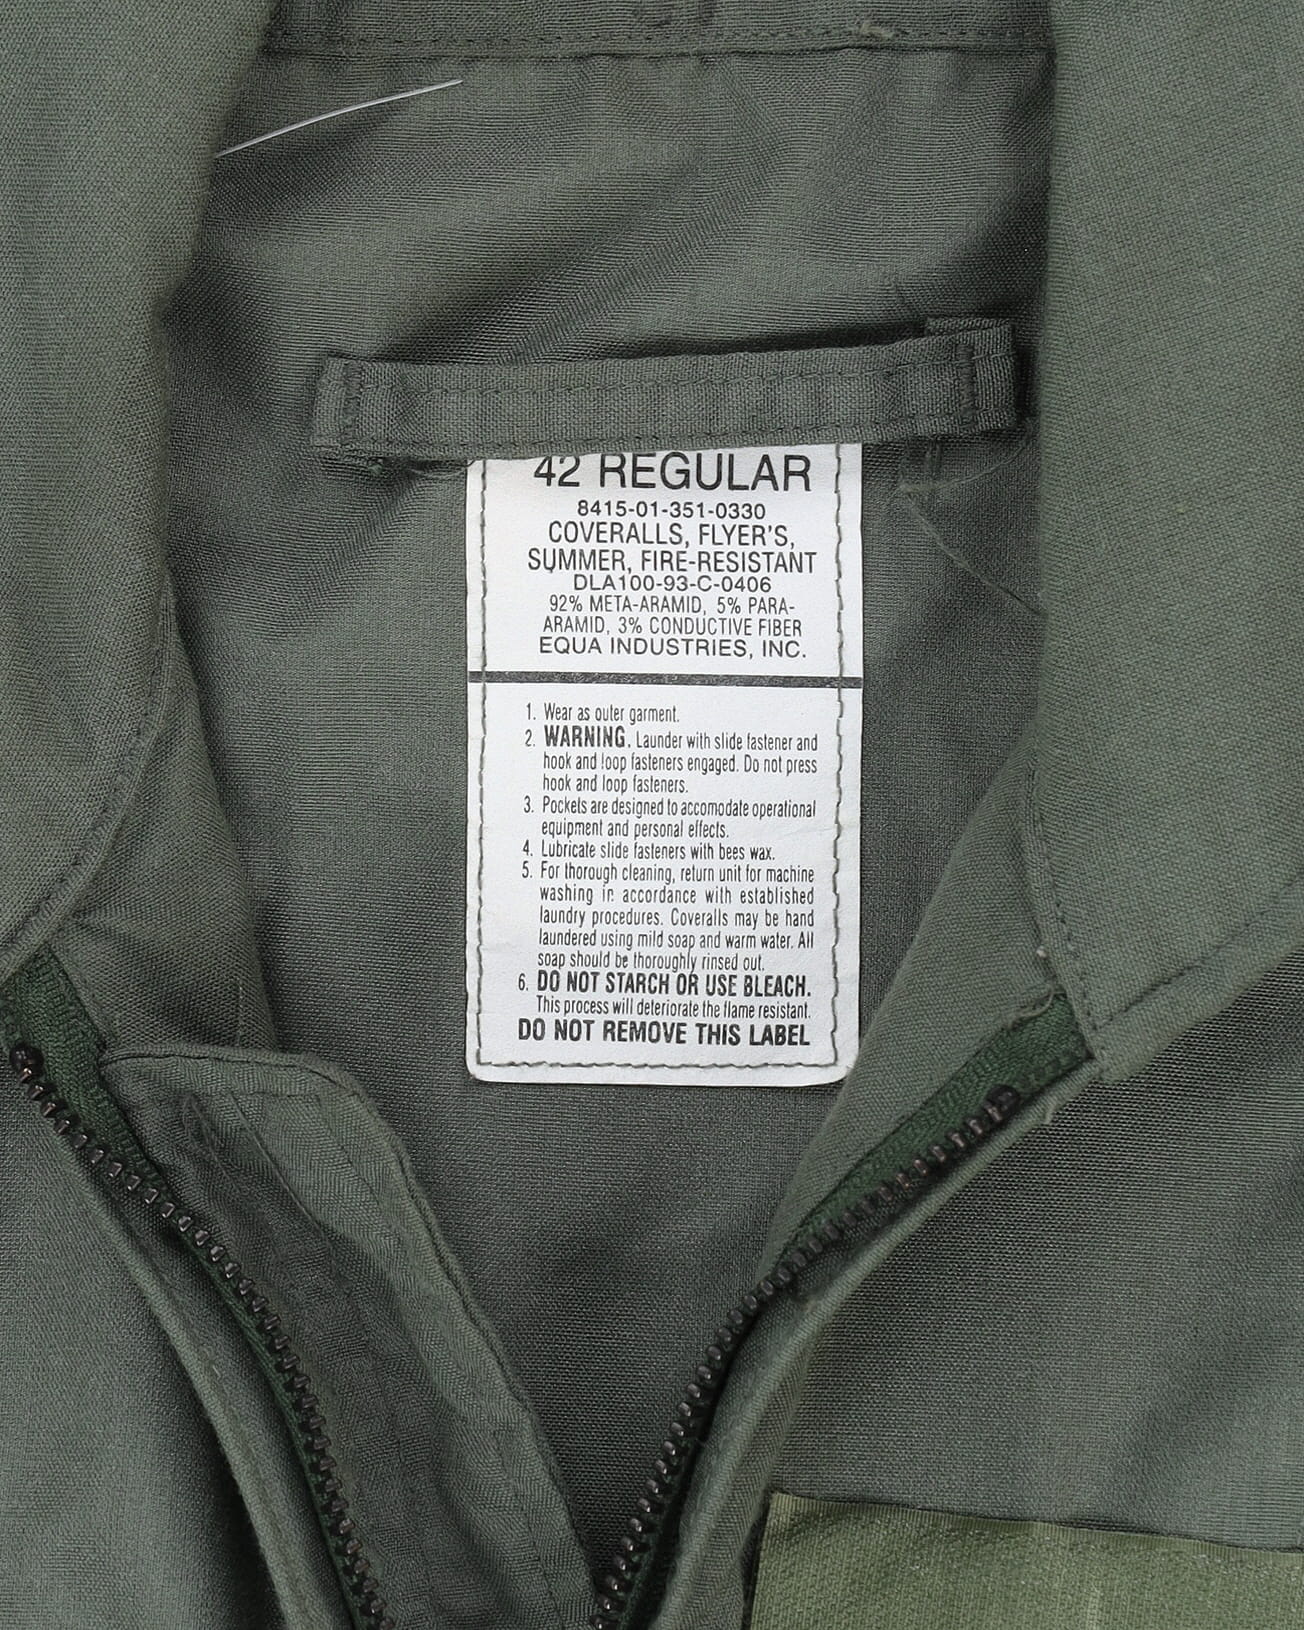 42 REGULAR
8415-01-351-0330
COVERALLS, FLYER'S,
SUMMER, FIRE-RESISTANT
DLA100-93-C-0406
92% META-ARAMID, 5% PARA-
ARAMID, 3% CONDUCTIVE FIBER
EQUA INDUSTRIES, INC.
1. Wear as outer garment.
2. WARNING. Launder with slide fastener and
hook and loop fasteners engaged. Do not press
hook and loop fasteners.
3. Pockets are designed to accomodate operational
equipment and personal effects.
4. Lubricate slide fasteners with bees wax.
5. For thorough cleaning, return unit for machine
washing in accordance with established
laundry procedures. Coveralls may be hand
laundered using mild soap and warm water. All
soap should be thoroughly rinsed out.
6. DO NOT STARCH OR USE BLEACH.
This process will deteriorate the flame resistant.
DO NOT REMOVE THIS LABEL